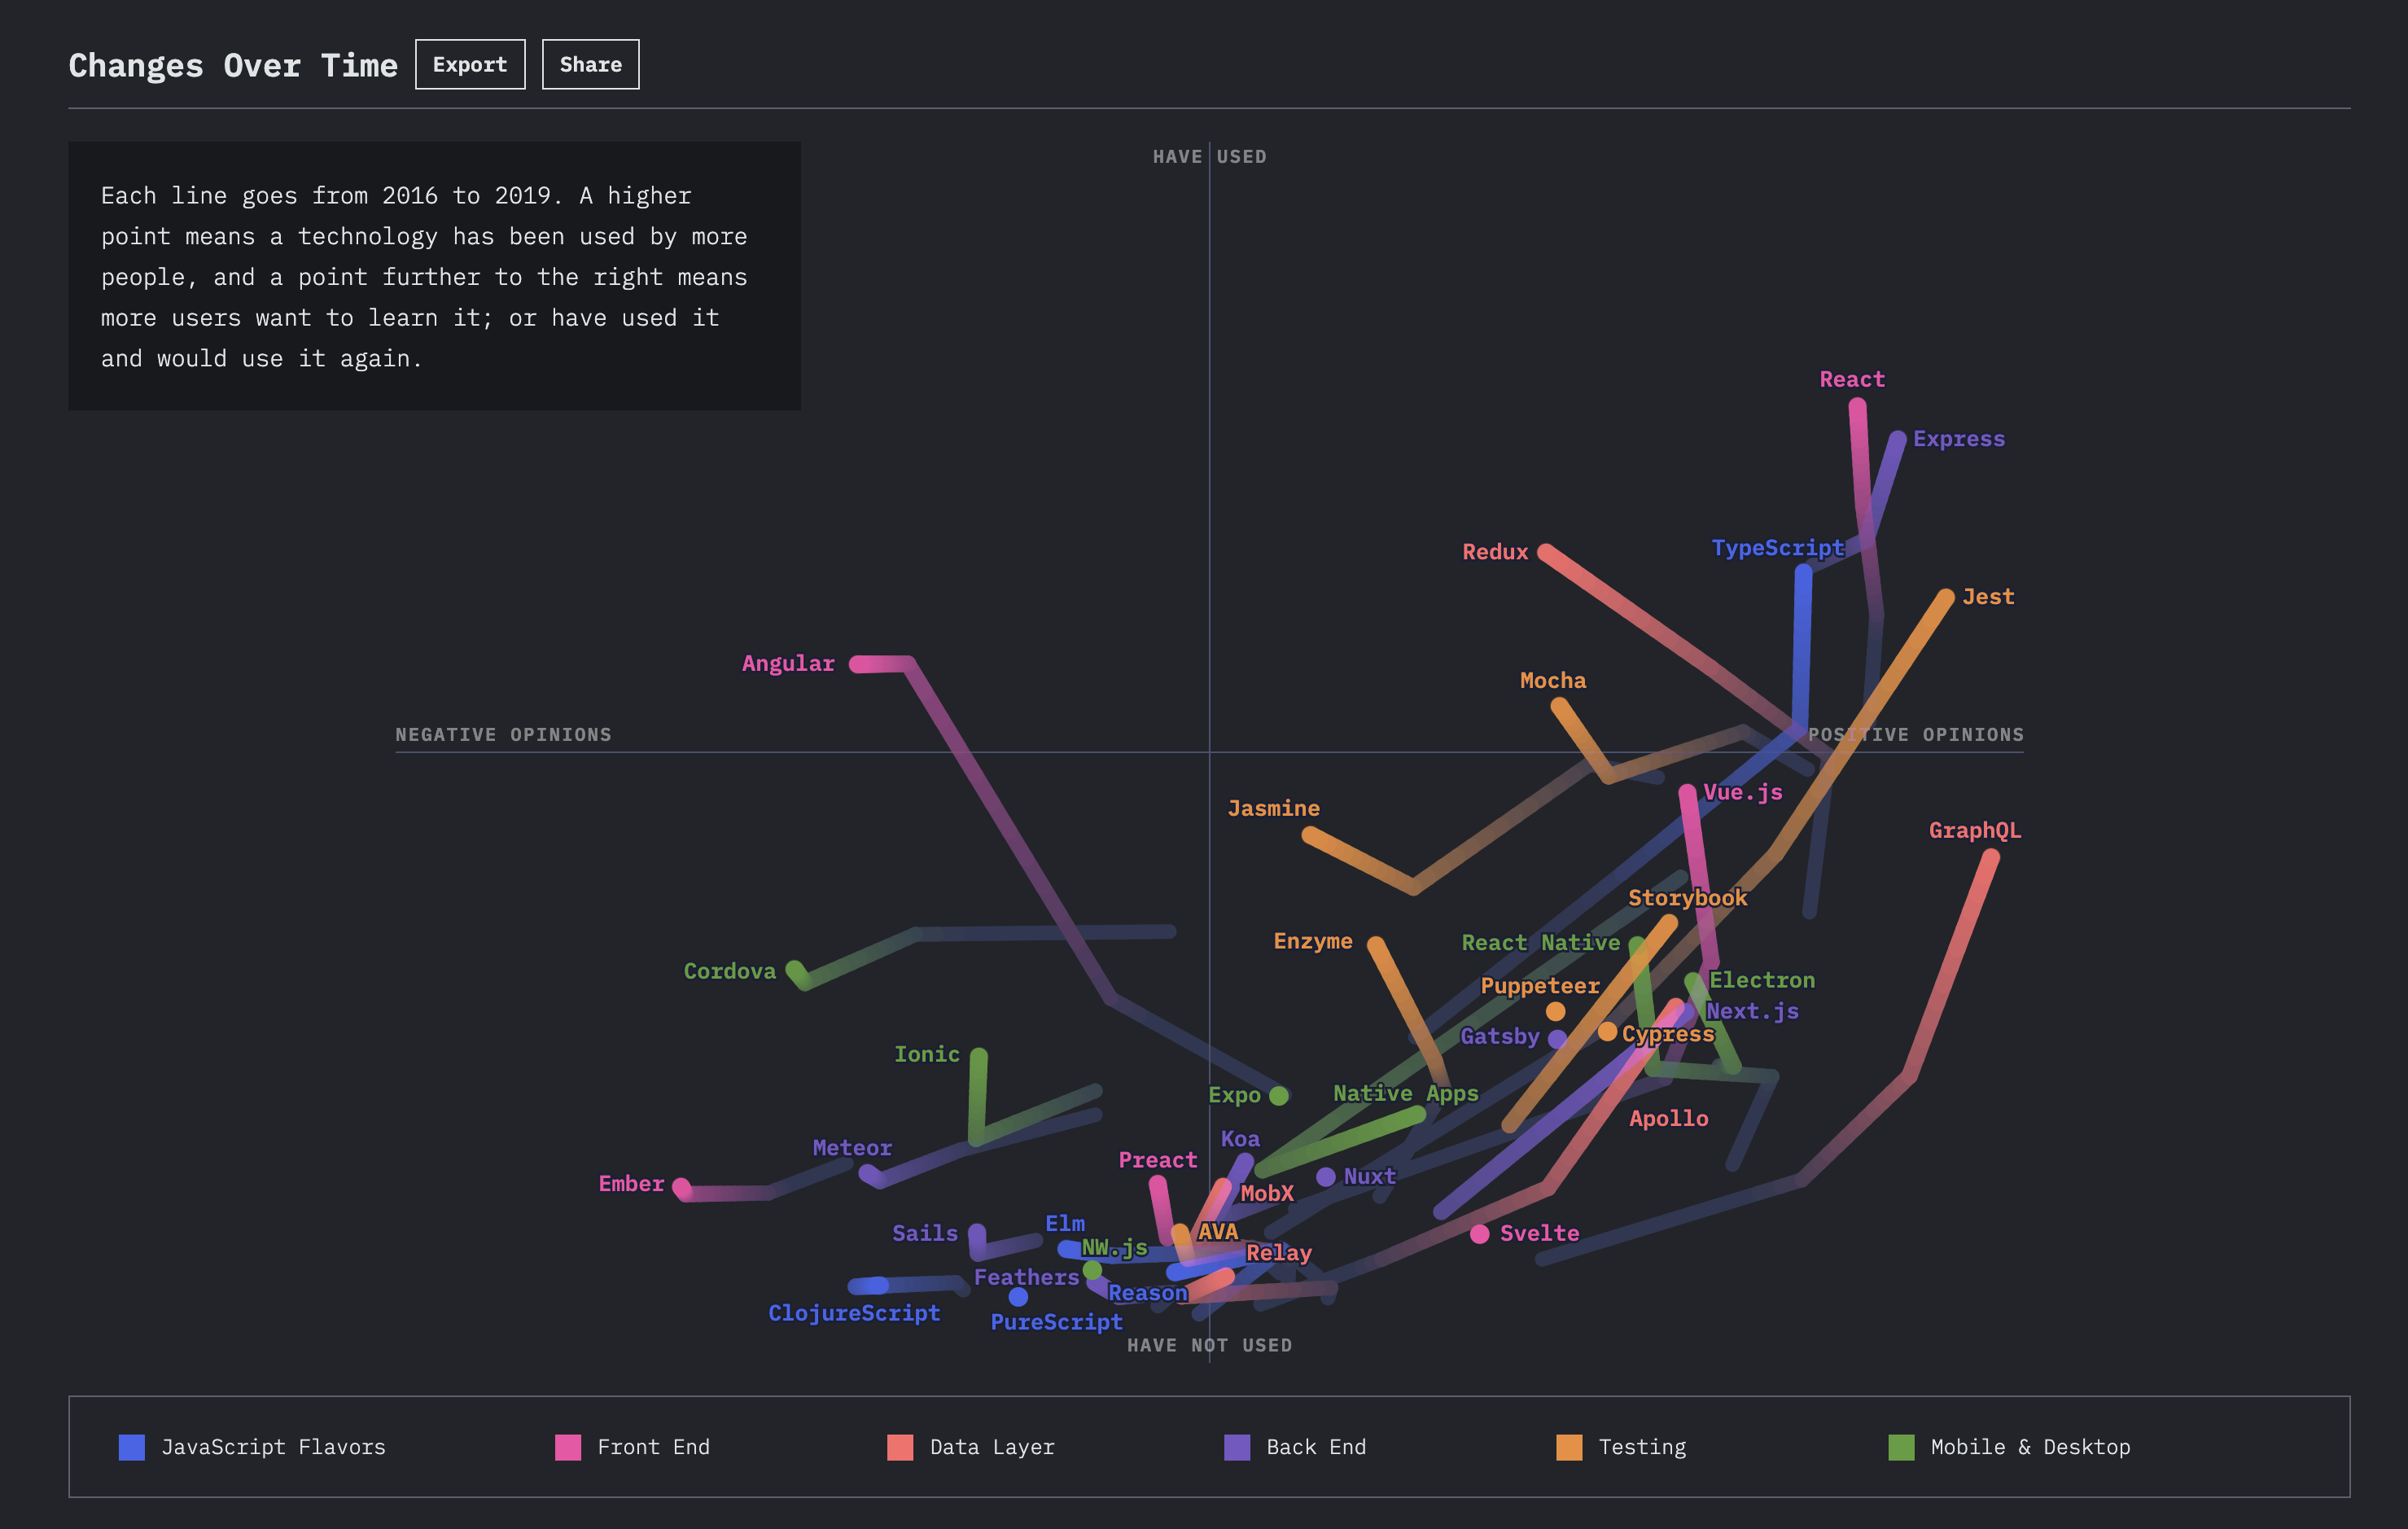 Changes Over Time
Export
Share
Each line goes from 2016 to 2019. A higher
point means a technology has been used by more
people, and a point further to the right means
more users want to learn it; or have used it
and would use it again.
HAVE USED
React
Express
TypeScript
Redux
Jest
Angular
Mocha
NEGATIVE OPINIONS
POSITIVE OPINIONS
Vue.js
Jasmine
GraphQL
Storybook
Enzyme
React Native
Cordova
Electron
Puppeteer
Next.js
Cypress
Gatsby
Ionic
Expo
Native Apps
Apollo
Koa
Meteor
Preact
Nuxt
Ember
MobX
Elm
AVA
Sails
Svelte
NW.js
Relay
Feathers
Reason
ClojureScript
PureScript
HAVE NOT USED
JavaScript Flavors
Front End
Data Layer
Back End
Testing
Mobile & Desktop